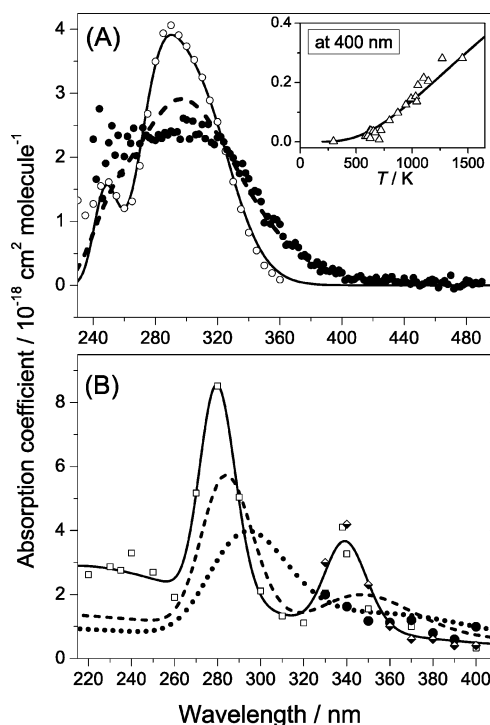 (A)
at 400 nm
0.4
0.2
0.0
500 1000 1500
T / K
4
3
2
1
0
240 280 320 360 400 440 480
Absorption coefficient / 10⁻¹⁸ cm² molecule⁻¹
(B)
8
6
4
2
0
220 240 260 280 300 320 340 360 380 400
Wavelength / nm